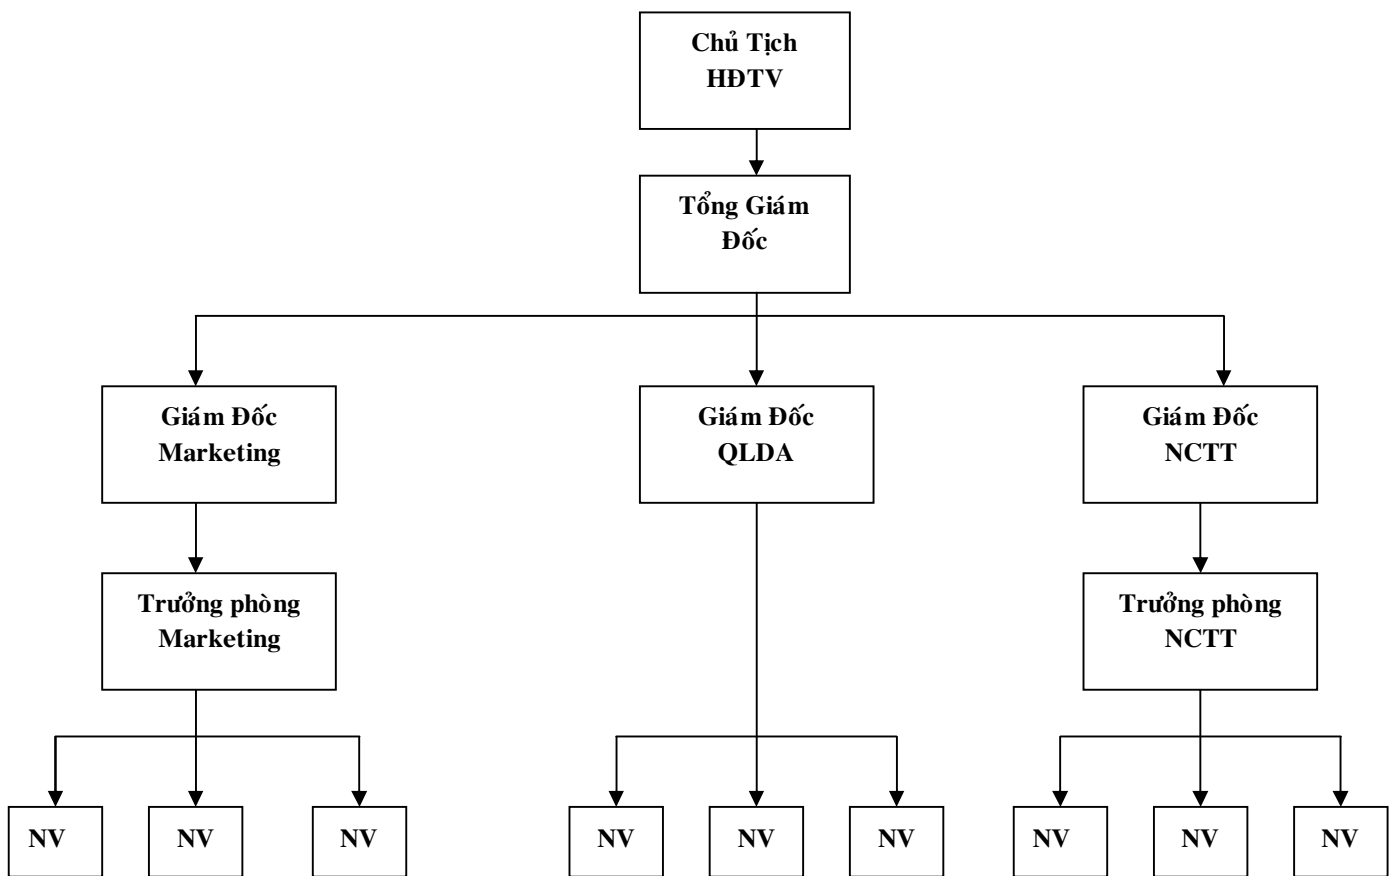 Chủ Tịch
HĐTV
Tổng Giám
Đốc
Giám Đốc
Marketing
Giám Đốc
QLDA
Giám Đốc
NCTT
Trưởng phòng
Marketing
Trưởng phòng
NCTT
NV
NV
NV
NV
NV
NV
NV
NV
NV